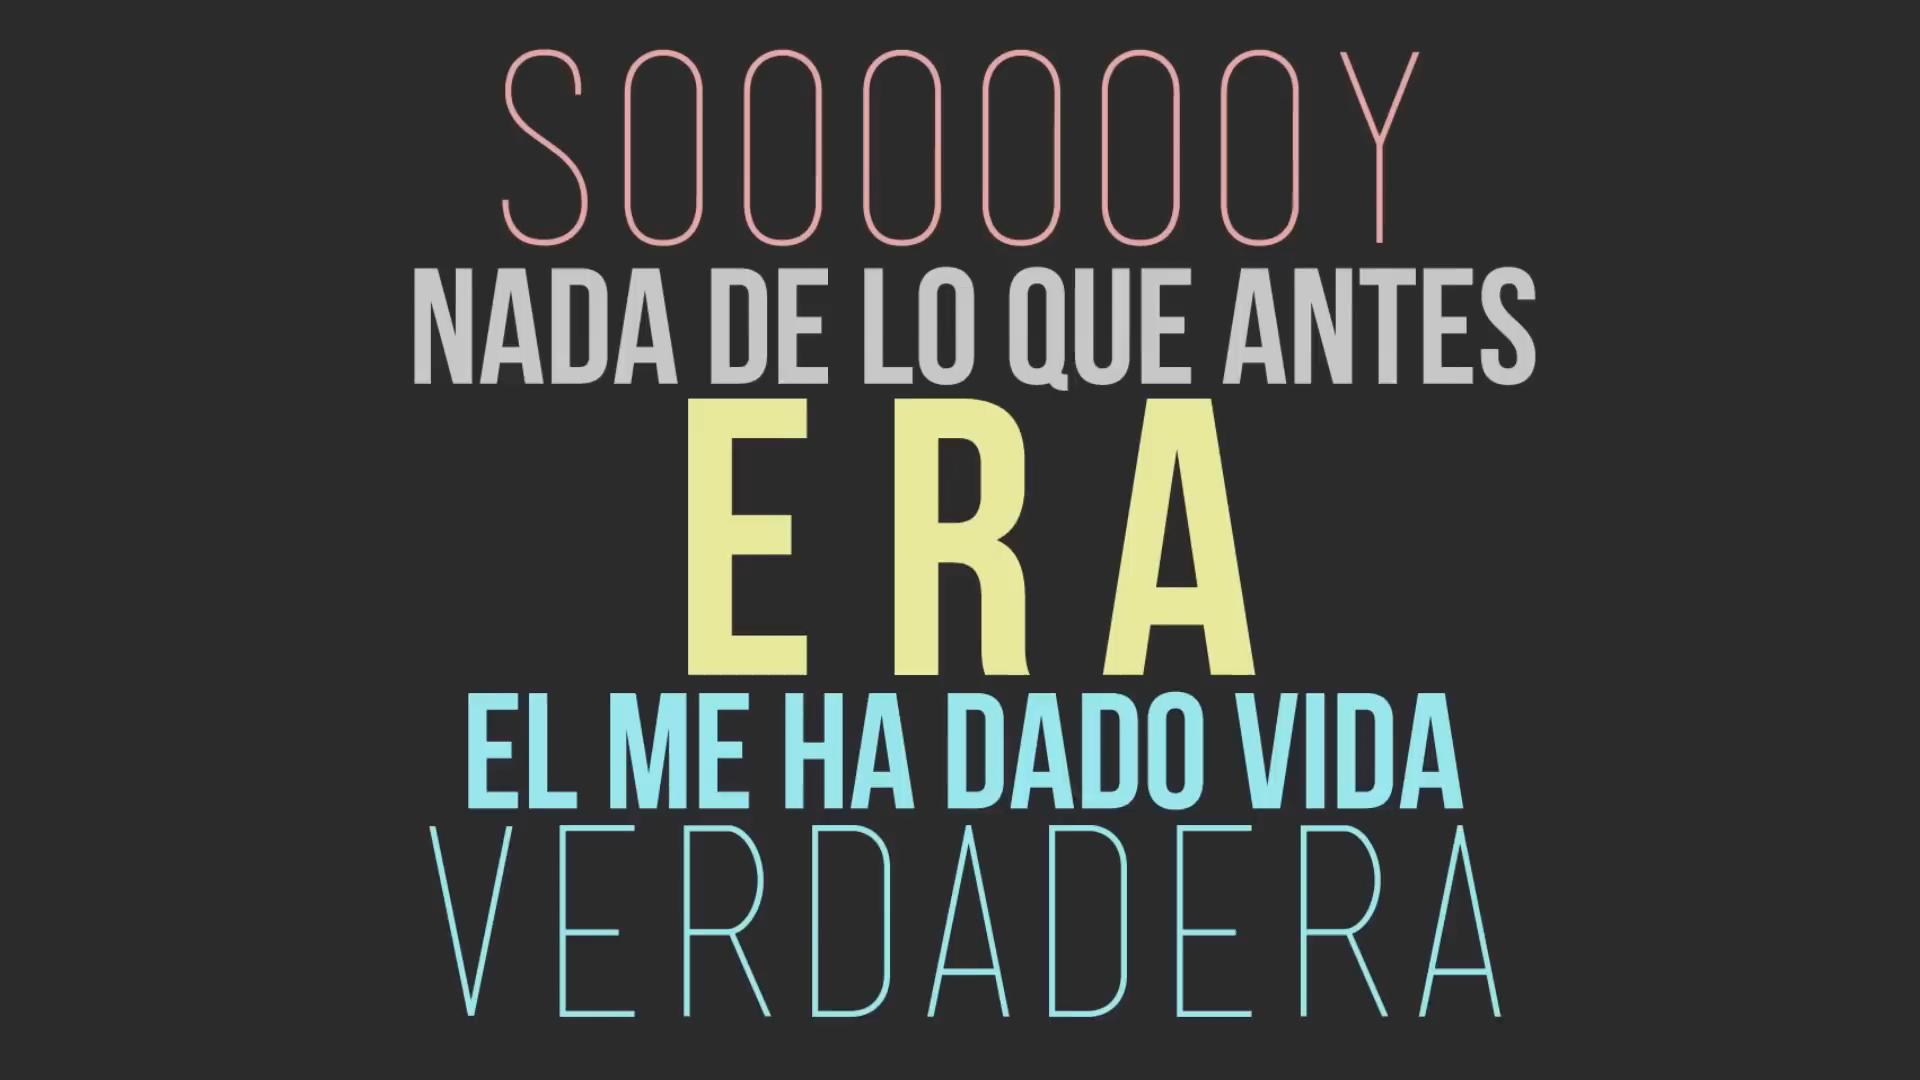 SOOOOOOY
NADA DE LO QUE ANTES
ERA
EL ME HA DADO VIDA
VERDADERA